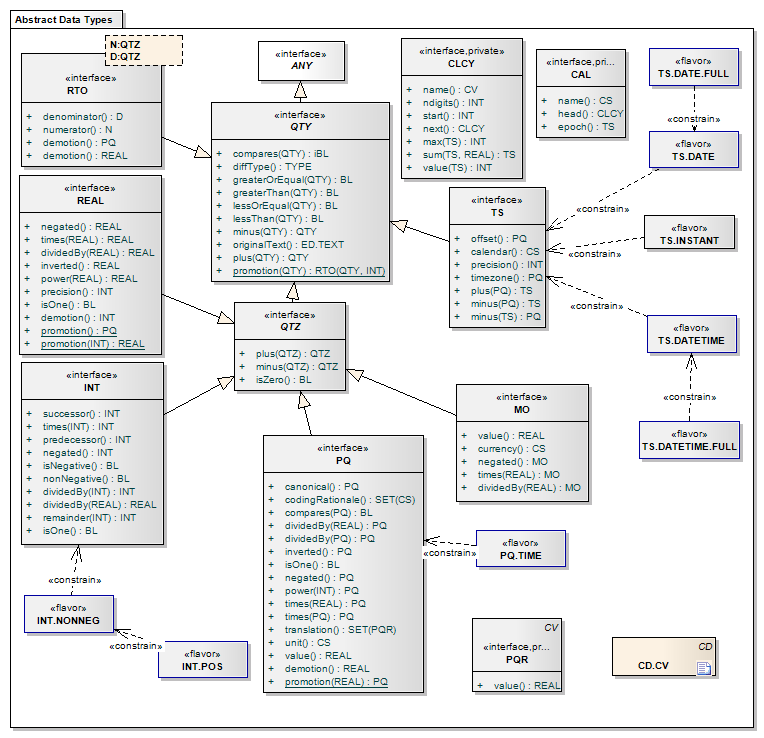 Abstract Data Types
N:QTZ
D:QTZ
«interface»
RTO
+ denominator() : D
+ numerator() : N
+ demotion() : PQ
+ demotion() : REAL
«interface»
ANY
«interface,private»
CLCY
+ name() : CV
+ ndigits() : INT
+ start() : INT
+ next() : CLCY
+ max(TS) : INT
+ sum(TS, REAL) : TS
+ value(TS) : INT
«interface,pri...
CAL
+ name() : CS
+ head() : CLCY
+ epoch() : TS
«flavor»
TS.DATE.FULL
«constrain»
«flavor»
TS.DATE
«interface»
QTY
+ compares(QTY) : iBL
+ diffType() : TYPE
+ greaterOrEqual(QTY) : BL
+ greaterThan(QTY) : BL
+ lessOrEqual(QTY) : BL
+ lessThan(QTY) : BL
+ minus(QTY) : QTY
+ originalText() : ED.TEXT
+ plus(QTY) : QTY
+ promotion(QTY) : RTO(QTY, INT)
«interface»
REAL
+ negated() : REAL
+ times(REAL) : REAL
+ dividedBy(REAL) : REAL
+ inverted() : REAL
+ power(REAL) : REAL
+ precision() : INT
+ isOne() : BL
+ demotion() : INT
+ promotion() : PQ
+ promotion(INT) : REAL
«interface»
TS
+ offset() : PQ
+ calendar() : CS
+ precision() : INT
+ timezone() : PQ
+ plus(PQ) : TS
+ minus(PQ) : TS
+ minus(TS) : PQ
«constrain»
«flavor»
TS.INSTANT
«constrain»
«constrain»
«flavor»
TS.DATETIME
«constrain»
«flavor»
TS.DATETIME.FULL
«interface»
QTZ
+ plus(QTZ) : QTZ
+ minus(QTZ) : QTZ
+ isZero() : BL
«interface»
INT
+ successor() : INT
+ times(INT) : INT
+ predecessor() : INT
+ negated() : INT
+ isNegative() : BL
+ nonNegative() : BL
+ dividedBy(INT) : INT
+ dividedBy(REAL) : REAL
+ remainder(INT) : INT
+ isOne() : BL
«interface»
MO
+ value() : REAL
+ currency() : CS
+ negated() : MO
+ times(REAL) : MO
+ dividedBy(REAL) : MO
«interface»
PQ
+ canonical() : PQ
+ codingRationale() : SET(CS)
+ compares(PQ) : BL
+ dividedBy(REAL) : PQ
+ dividedBy(PQ) : PQ
+ inverted() : PQ
+ isOne() : BL
+ negated() : PQ
+ power(INT) : PQ
+ times(REAL) : PQ
+ times(PQ) : PQ
+ translation() : SET(PQR)
+ unit() : CS
+ value() : REAL
+ demotion() : REAL
+ promotion(REAL) : PQ
«constrain»
«flavor»
PQ.TIME
«constrain»
«flavor»
INT.NONNEG
«constrain»
«flavor»
INT.POS
CV
«interface,pr...
PQR
+ value() : REAL
CD
CD.CV